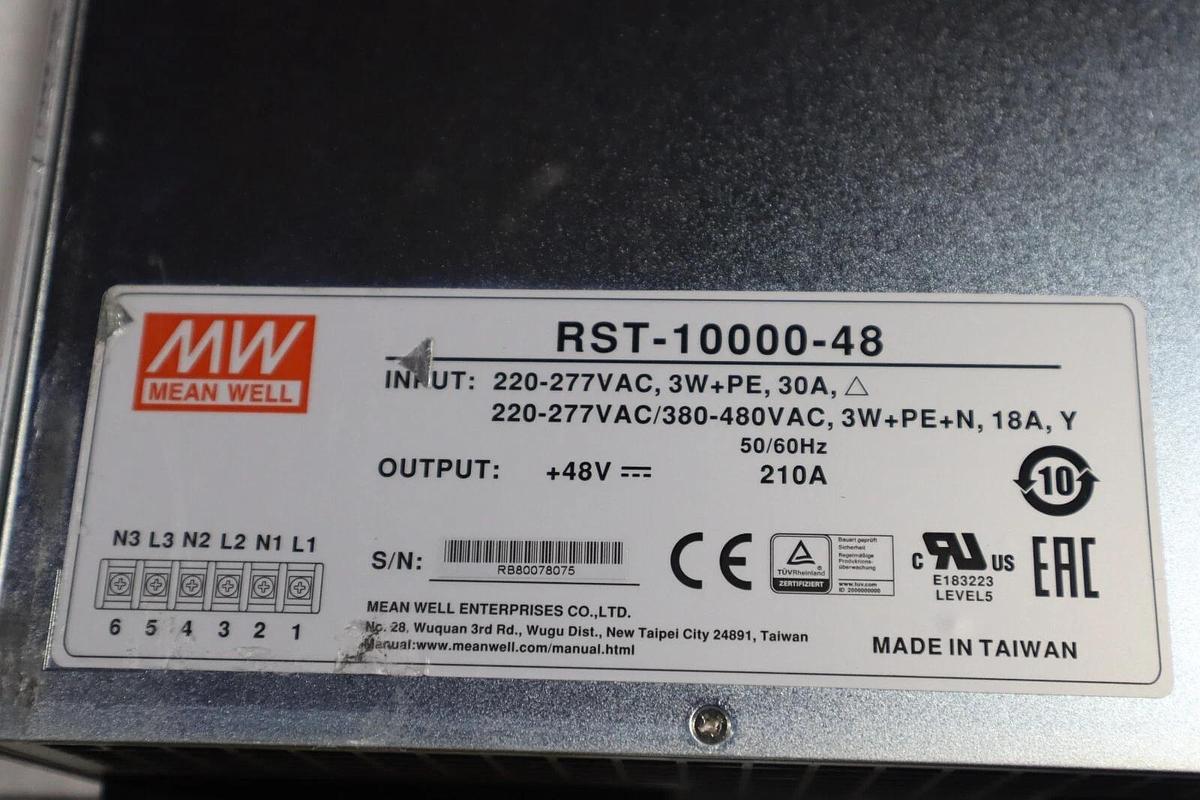 MW
MEAN WELL
RST-10000-48
INPUT: 220-277VAC, 3W+PE, 30A, △
220-277VAC/380-480VAC, 3W+PE+N, 18A, Y
50/60Hz
OUTPUT: +48V 210A
10
N3 L3 N2 L2 N1 L1
6 5 4 3 2 1
S/N:
RB80078075
CE
TÜVRheinland
ZERTIFIZIERT
Bauart geprüft
Sicherheit
Regelmäßige
Produktions-
überwachung
www.tuv.com
ID 2000000000
c RU US
E183223
LEVEL5
EAC
MEAN WELL ENTERPRISES CO.,LTD.
No. 28, Wuquan 3rd Rd., Wugu Dist., New Taipei City 24891, Taiwan
Manual:www.meanwell.com/manual.html
MADE IN TAIWAN